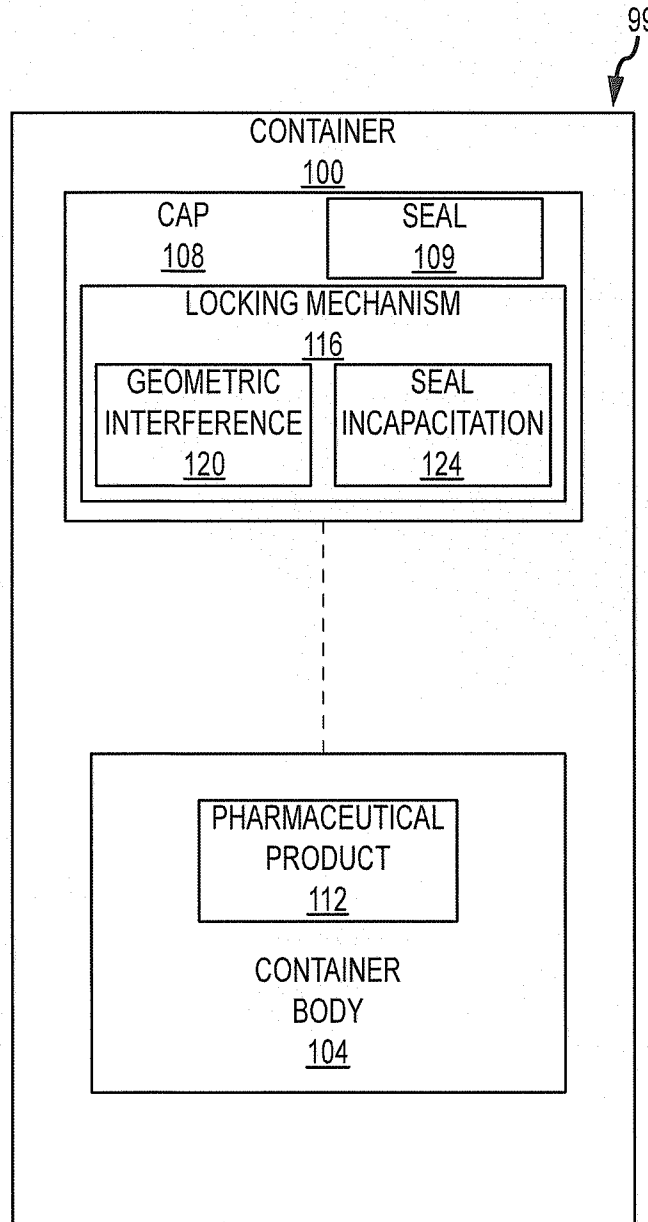 99
CONTAINER
100
CAP
108
SEAL
109
LOCKING MECHANISM
116
GEOMETRIC
INTERFERENCE
120
SEAL
INCAPACITATION
124
PHARMACEUTICAL
PRODUCT
112
CONTAINER
BODY
104